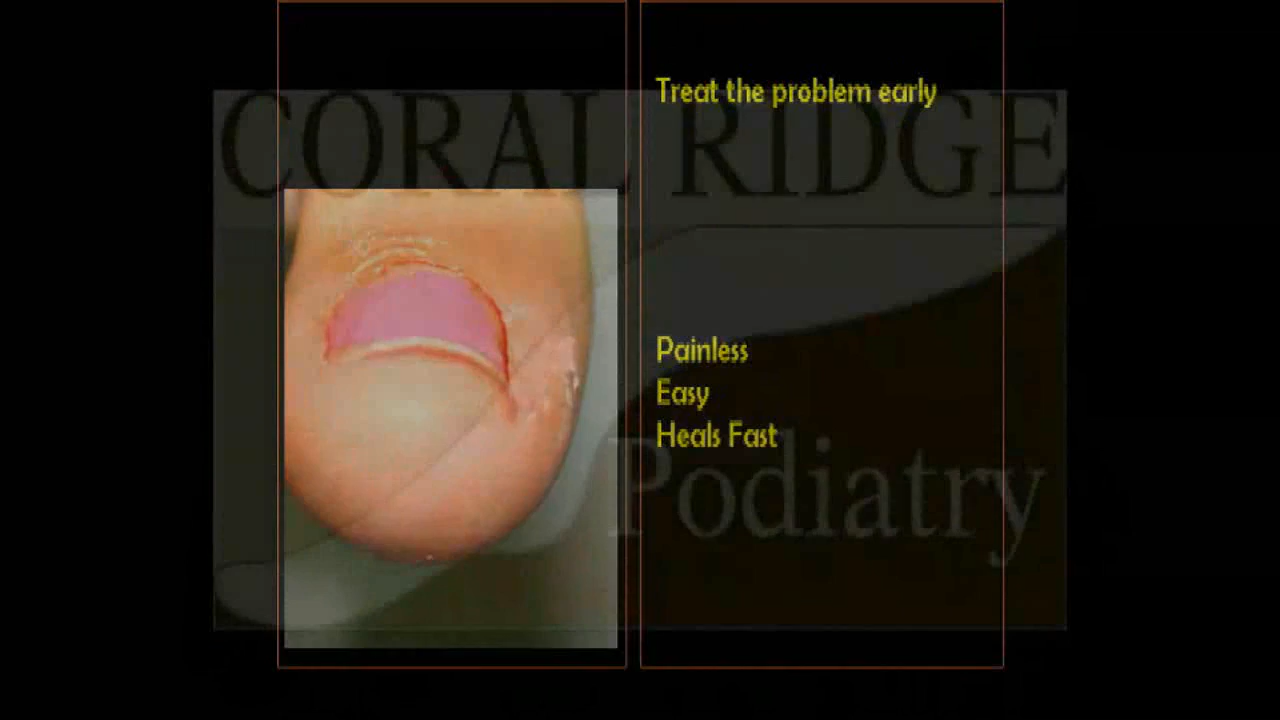 Treat the problem early
CORAL RIDGE
Painless
Easy
Heals Fast
Podiatry